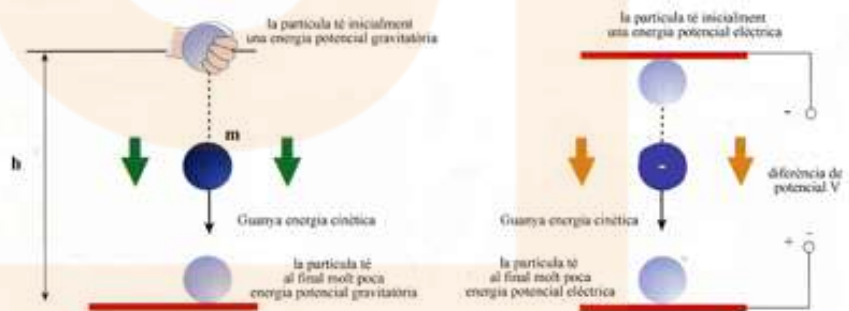 la partícula té inicialment
una energia potencial gravitatòria
h
m
Guanya energia cinètica
la partícula té
al final molt poca
energia potencial gravitatòria
la partícula té inicialment
una energia potencial elèctrica
-
-
diferència de
potencial V
Guanya energia cinètica
+ -
la partícula té
al final molt poca
energia potencial elèctrica